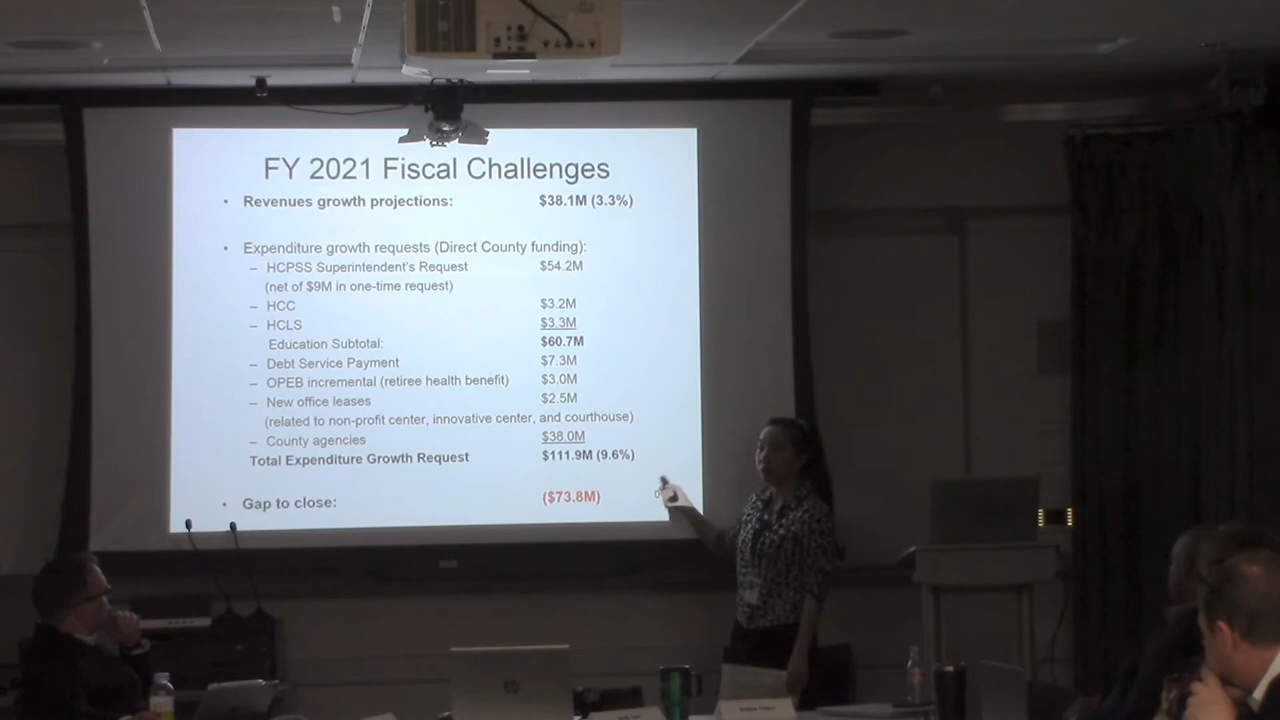 FY 2021 Fiscal Challenges
• Revenues growth projections: $38.1M (3.3%)
• Expenditure growth requests (Direct County funding):
– HCPSS Superintendent's Request $54.2M
(net of $9M in one-time request)
– HCC $3.2M
– HCLS $3.3M
Education Subtotal: $60.7M
– Debt Service Payment $7.3M
– OPEB incremental (retiree health benefit) $3.0M
– New office leases $2.5M
(related to non-profit center, innovative center, and courthouse)
– County agencies $38.0M
Total Expenditure Growth Request $111.9M (9.6%)
• Gap to close: ($73.8M)
hp